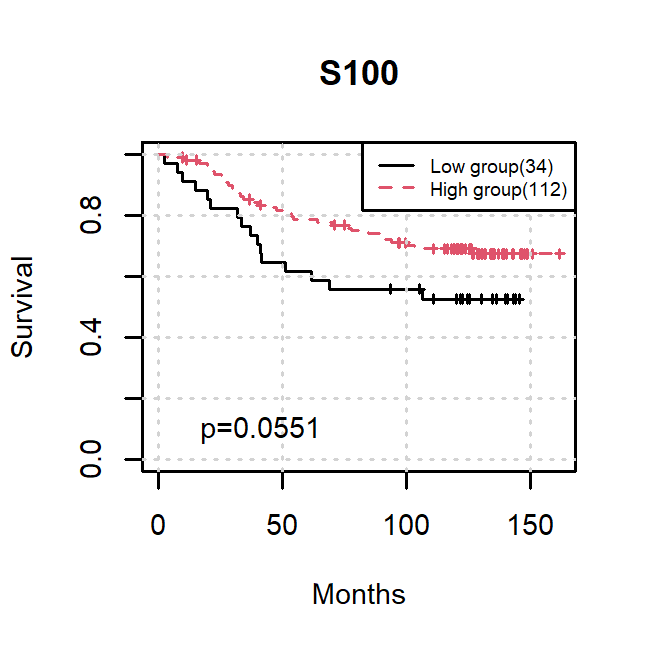 S100
Low group(34)
High group(112)
Survival
0.8
0.4
0.0
p=0.0551
0 50 100 150
Months